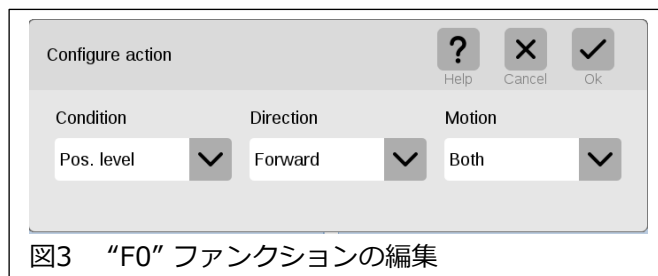 Configure action
?
Help Cancel Ok
Condition Direction Motion
Pos. level Forward Both
図3 “F0” ファンクションの編集